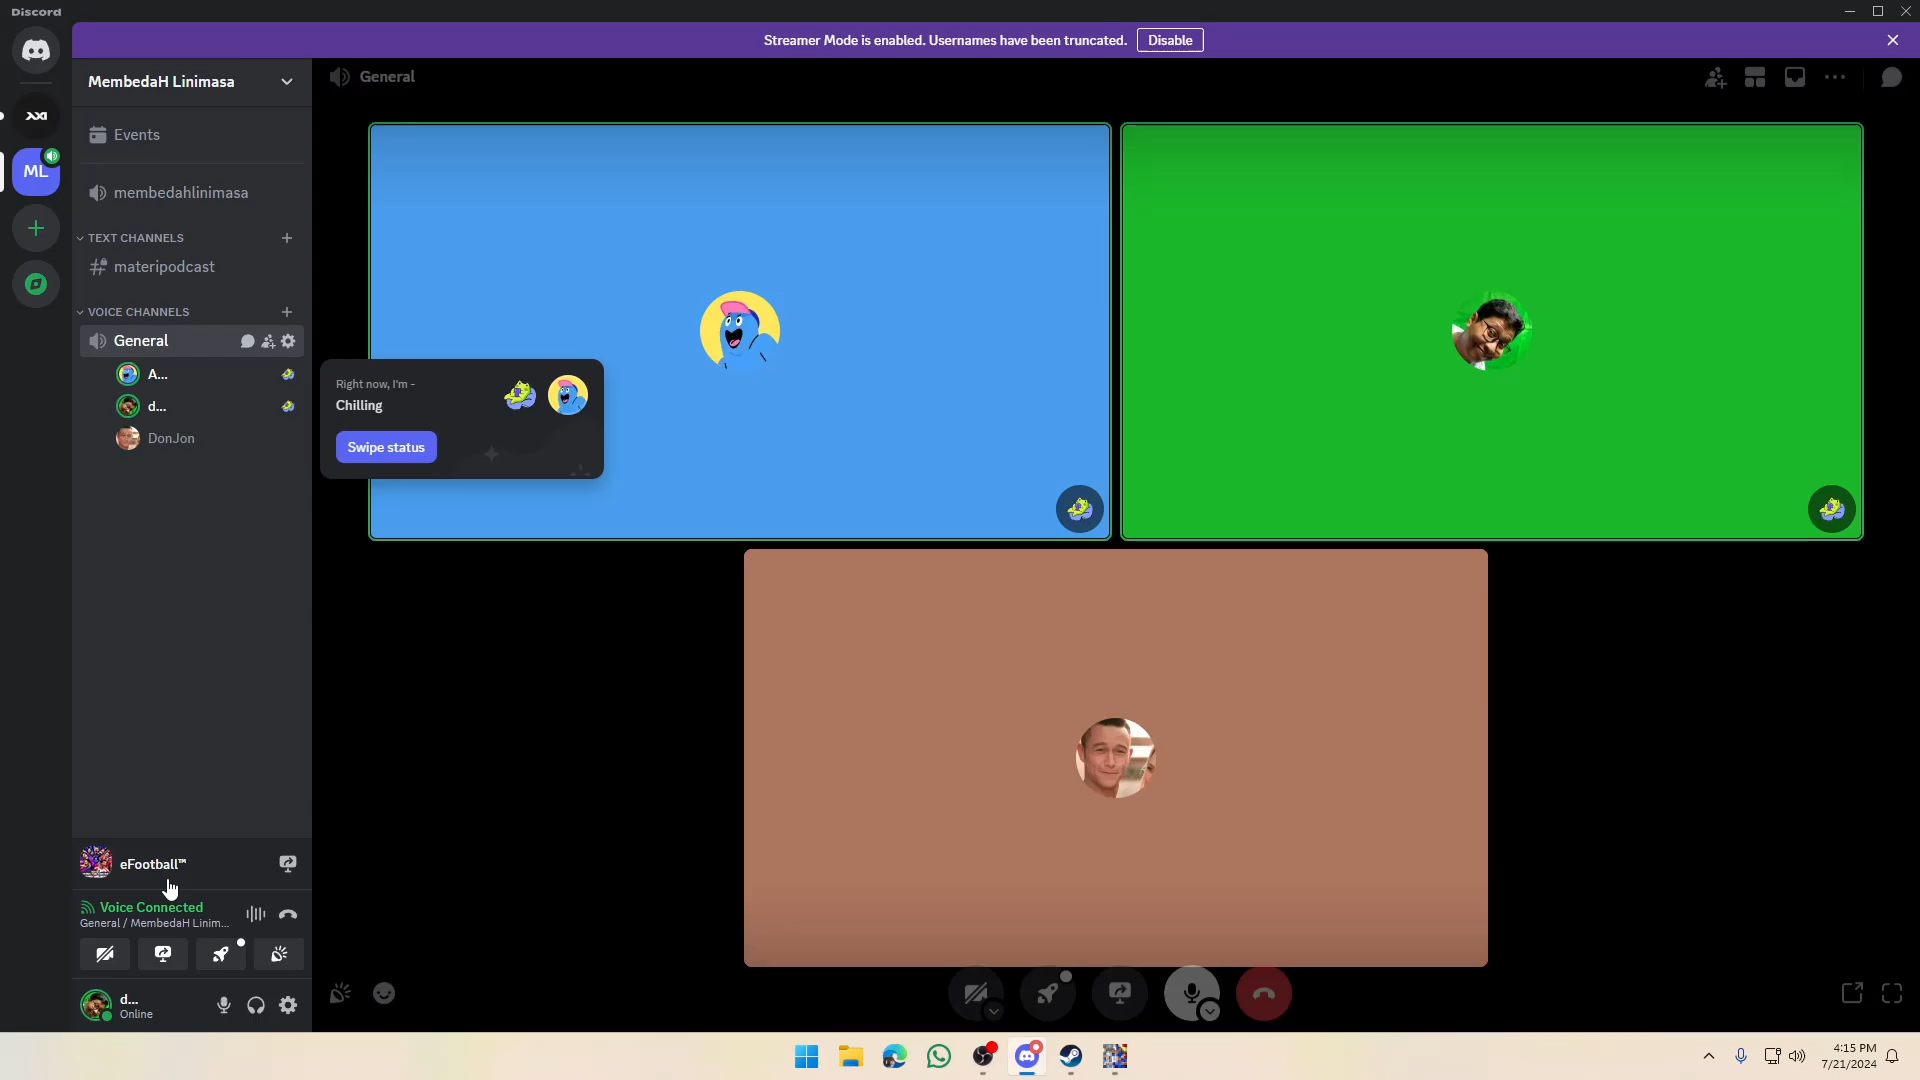 Discord
Streamer Mode is enabled. Usernames have been truncated.
Disable
MembedaH Linimasa
General
Events
ML
membedahlinimasa
TEXT CHANNELS
materipodcast
VOICE CHANNELS
General
A...
d...
DonJon
Right now, I'm -
Chilling
Swipe status
eFootball™
Voice Connected
General / MembedaH Linim...
d...
Online
4:15 PM
7/21/2024